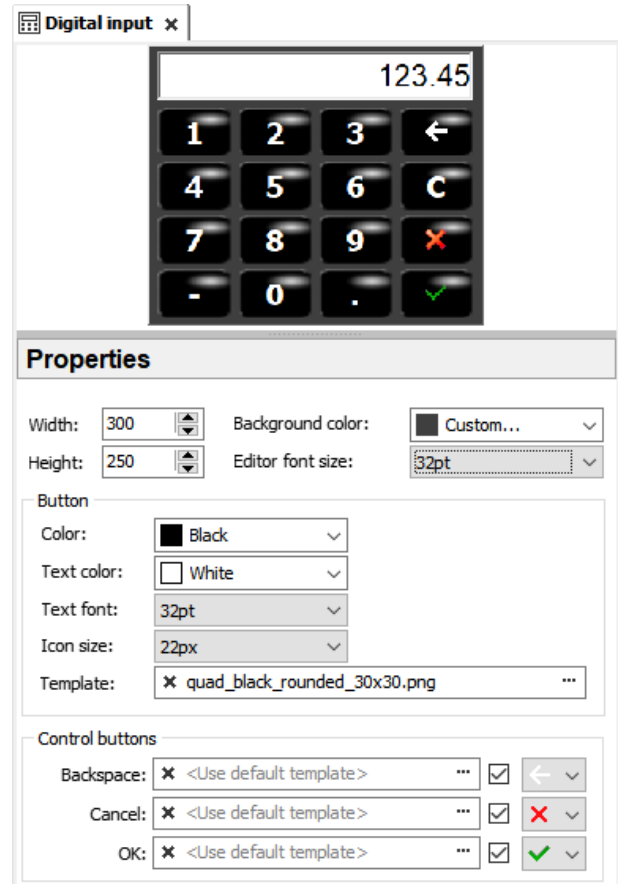 Digital input
123.45
1 2 3
4 5 6 C
7 8 9
- 0 .
Properties
Width: 300 Background color: Custom...
Height: 250 Editor font size: 32pt
Button
Color: Black
Text color: White
Text font: 32pt
Icon size: 22px
Template: quad_black_rounded_30x30.png ...
Control buttons
Backspace: <Use default template> ...
Cancel: <Use default template> ...
OK: <Use default template> ...